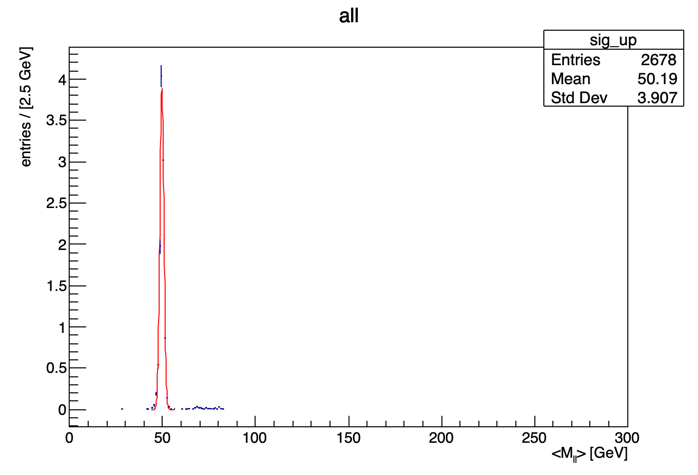 all
sig_up
Entries 2678
Mean 50.19
Std Dev 3.907
entries / [2.5 GeV]
4
3.5
3
2.5
2
1.5
1
0.5
0
0 50 100 150 200 250 300
<M_ll> [GeV]